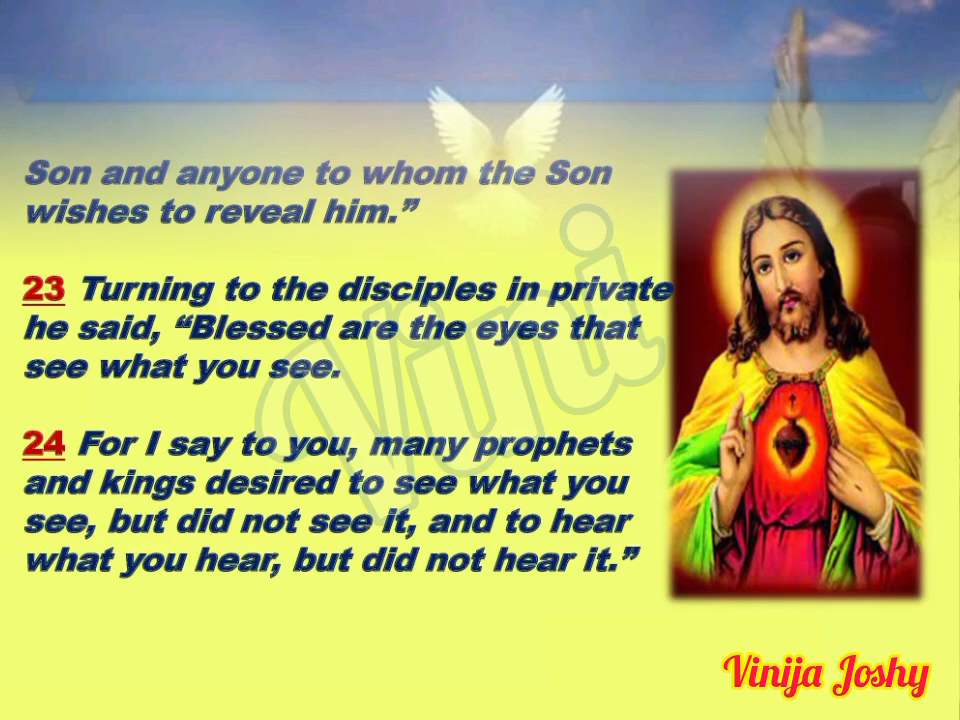 Son and anyone to whom the Son
wishes to reveal him.”
23 Turning to the disciples in private
he said, “Blessed are the eyes that
see what you see.
24 For I say to you, many prophets
and kings desired to see what you
see, but did not see it, and to hear
what you hear, but did not hear it.”
Vini
Vinija Joshy